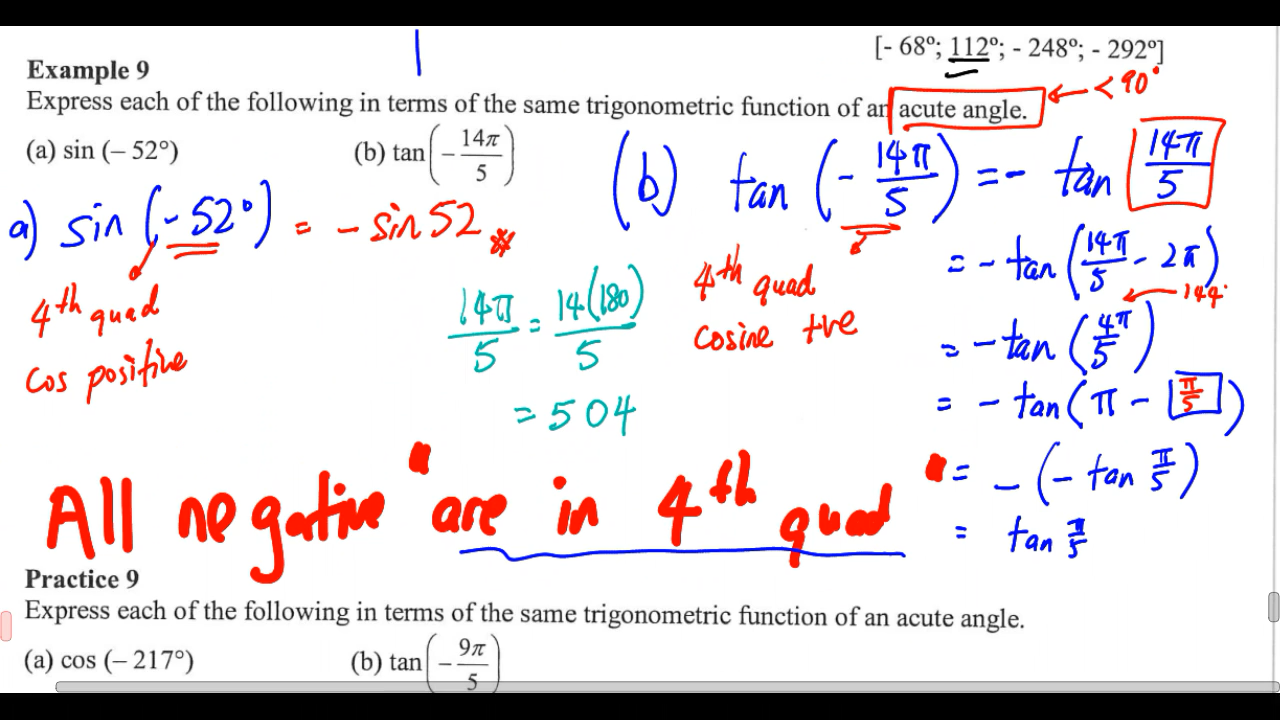 [- 68º; 112º; - 248º; - 292º]
Example 9
Express each of the following in terms of the same trigonometric function of an acute angle.
< 90°
(a) sin (– 52°)
(b) tan(-14π/5)
a) sin (-52°) = - sin 52
4th quad
cos positive
14π/5 = 14(180)/5
= 504
(b) tan (-14π/5) = - tan 14π/5
4th quad
cosine +ve
= - tan (14π/5 - 2π)
144°
= - tan (4π/5)
= - tan (π - π/5)
= - (- tan π/5)
= tan π/5
All negative are in 4th quad
Practice 9
Express each of the following in terms of the same trigonometric function of an acute angle.
(a) cos (– 217°)
(b) tan(-9π/5)